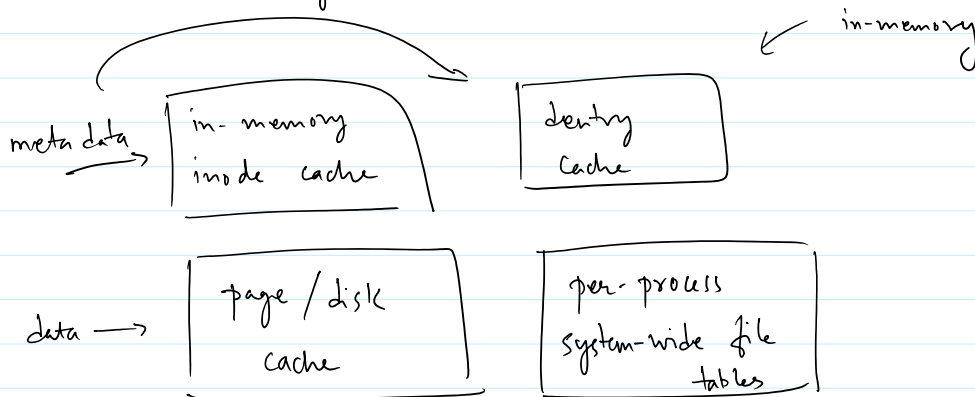 in-memory
meta data
in-memory
inode cache
dentry
cache
data
page / disk
cache
per-process
system-wide file
tables